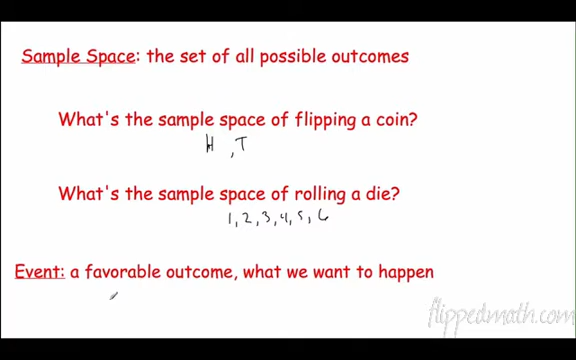 Sample Space: the set of all possible outcomes
What's the sample space of flipping a coin?
H, T
What's the sample space of rolling a die?
1, 2, 3, 4, 5, 6
Event: a favorable outcome, what we want to happen
flippedmath.com